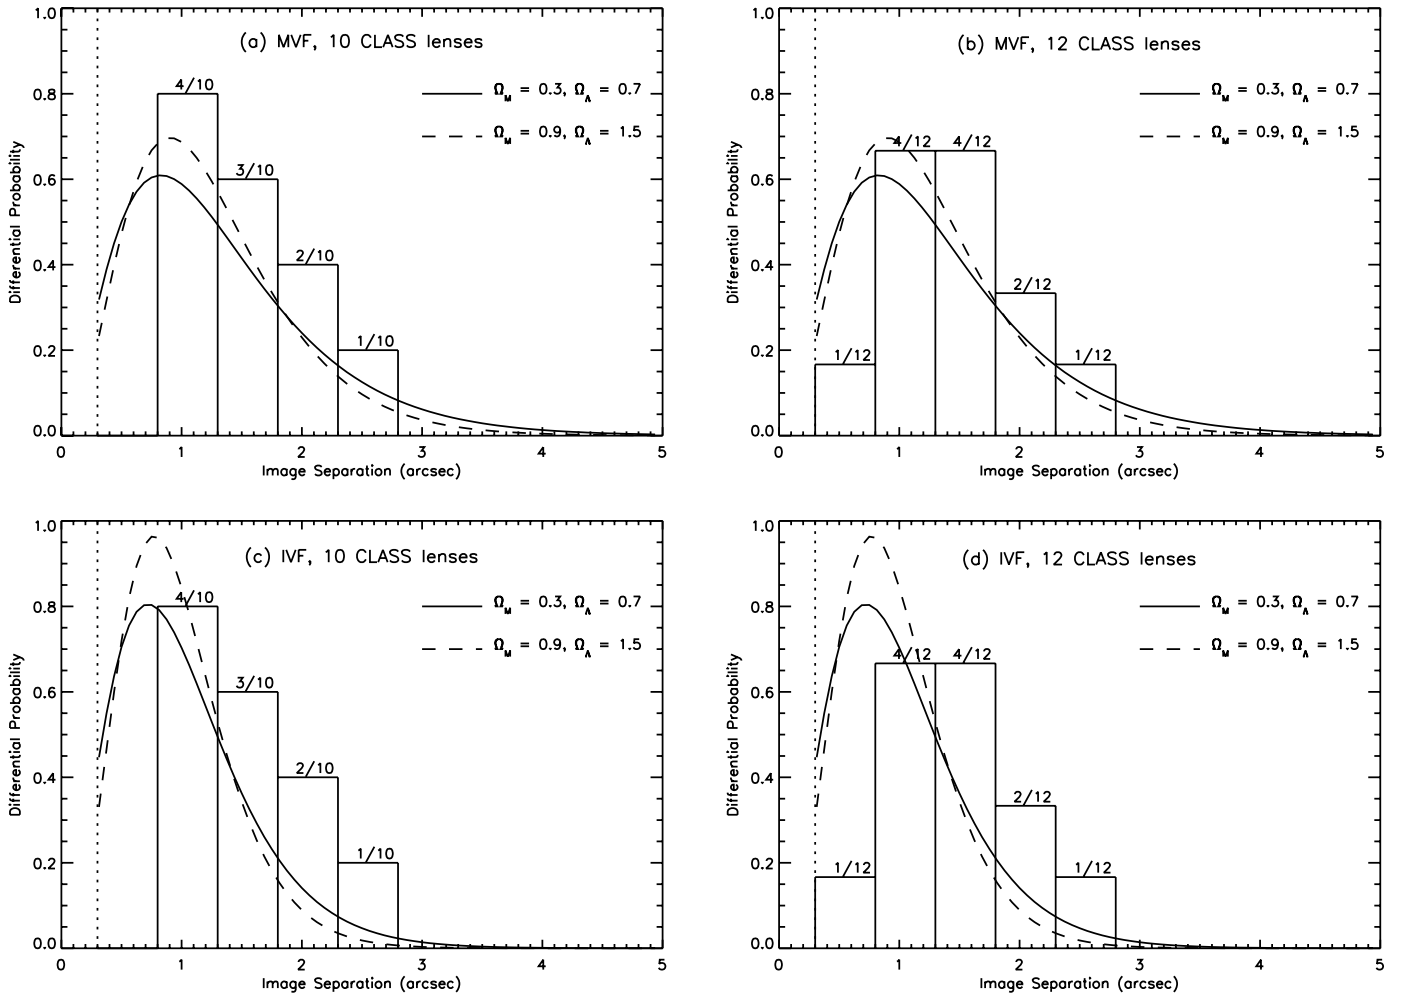 (a) MVF, 10 CLASS lenses
Ω_M = 0.3, Ω_Λ = 0.7
Ω_M = 0.9, Ω_Λ = 1.5
4/10
3/10
2/10
1/10
1.0
0.8
0.6
0.4
0.2
0.0
Differential Probability
0 1 2 3 4 5
Image Separation (arcsec)
(b) MVF, 12 CLASS lenses
Ω_M = 0.3, Ω_Λ = 0.7
Ω_M = 0.9, Ω_Λ = 1.5
1/12
4/12
4/12
2/12
1/12
1.0
0.8
0.6
0.4
0.2
0.0
Differential Probability
0 1 2 3 4 5
Image Separation (arcsec)
(c) IVF, 10 CLASS lenses
Ω_M = 0.3, Ω_Λ = 0.7
Ω_M = 0.9, Ω_Λ = 1.5
4/10
3/10
2/10
1/10
1.0
0.8
0.6
0.4
0.2
0.0
Differential Probability
0 1 2 3 4 5
Image Separation (arcsec)
(d) IVF, 12 CLASS lenses
Ω_M = 0.3, Ω_Λ = 0.7
Ω_M = 0.9, Ω_Λ = 1.5
1/12
4/12
4/12
2/12
1/12
1.0
0.8
0.6
0.4
0.2
0.0
Differential Probability
0 1 2 3 4 5
Image Separation (arcsec)